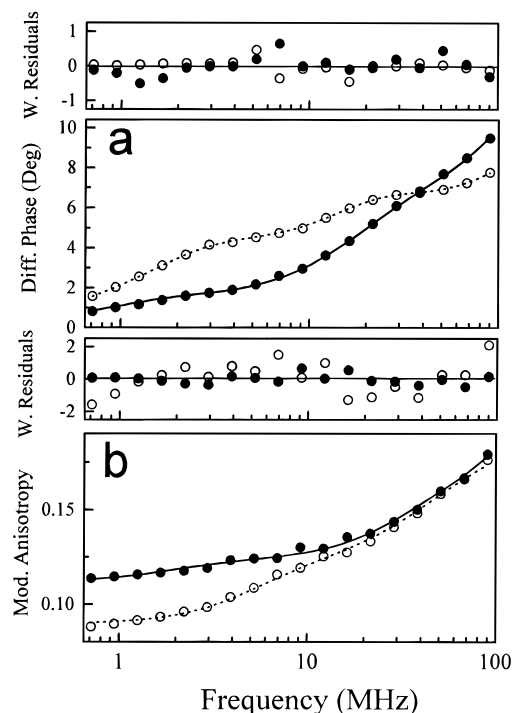 W. Residuals
1
0
-1
Diff. Phase (Deg)
10
8
6
4
2
0
a
W. Residuals
2
0
-2
Mod. Anisotropy
0.15
0.10
b
1
10
100
Frequency (MHz)